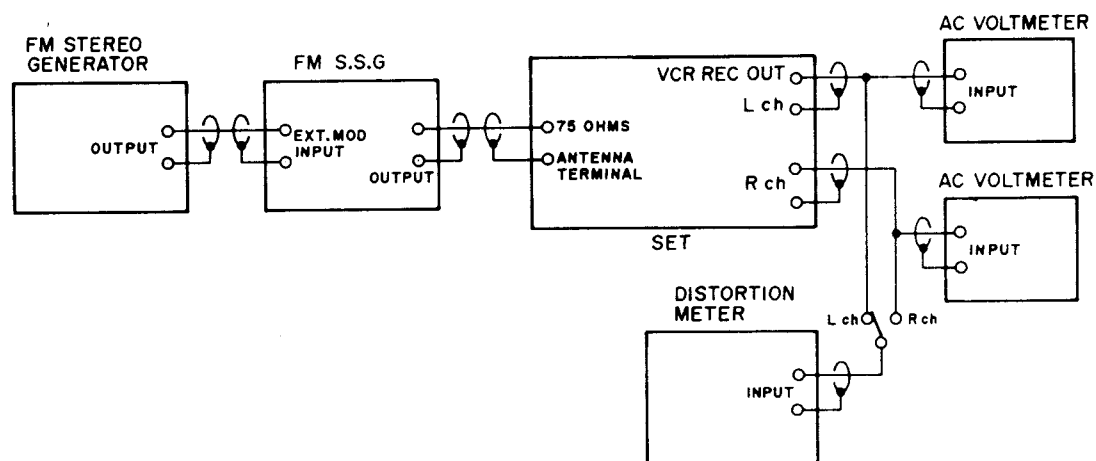 FM STEREO
GENERATOR
OUTPUT
FM S.S.G
EXT.MOD
INPUT
OUTPUT
VCR REC OUT
L ch
75 OHMS
ANTENNA
TERMINAL
R ch
SET
AC VOLTMETER
INPUT
AC VOLTMETER
INPUT
DISTORTION
METER
L ch
R ch
INPUT